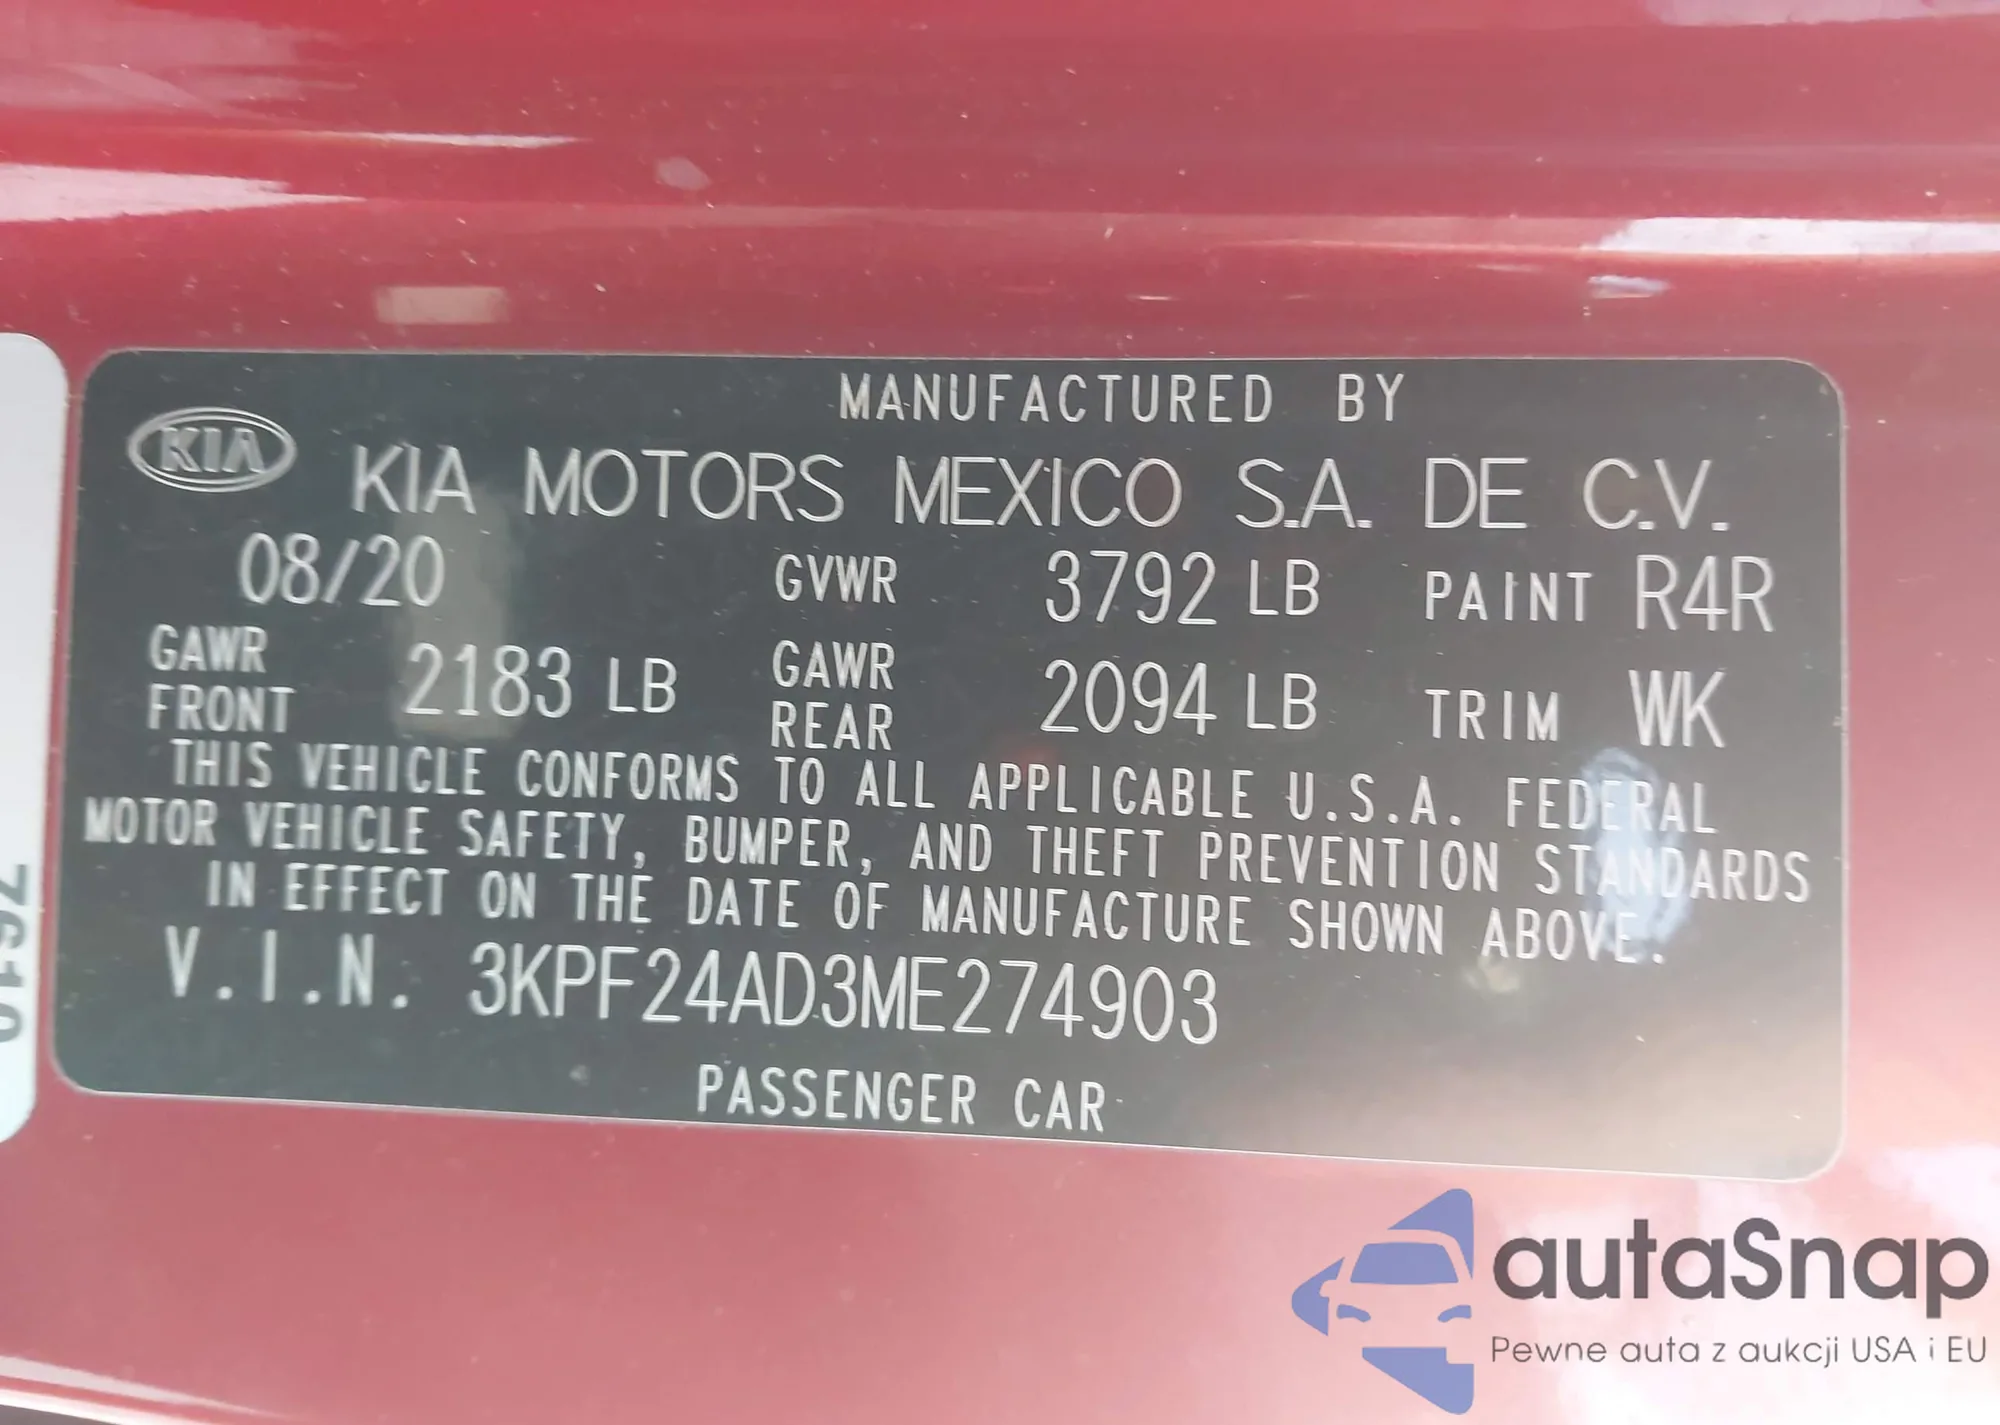 MANUFACTURED BY
KIA KIA MOTORS MEXICO S.A. DE C.V.
08/20 GVWR 3792 LB PAINT R4R
GAWR FRONT 2183 LB GAWR REAR 2094 LB TRIM WK
THIS VEHICLE CONFORMS TO ALL APPLICABLE U.S.A. FEDERAL
MOTOR VEHICLE SAFETY, BUMPER, AND THEFT PREVENTION STANDARDS
IN EFFECT ON THE DATE OF MANUFACTURE SHOWN ABOVE.
V.I.N. 3KPF24AD3ME274903
PASSENGER CAR
autaSnap
Pewne auta z aukcji USA i EU